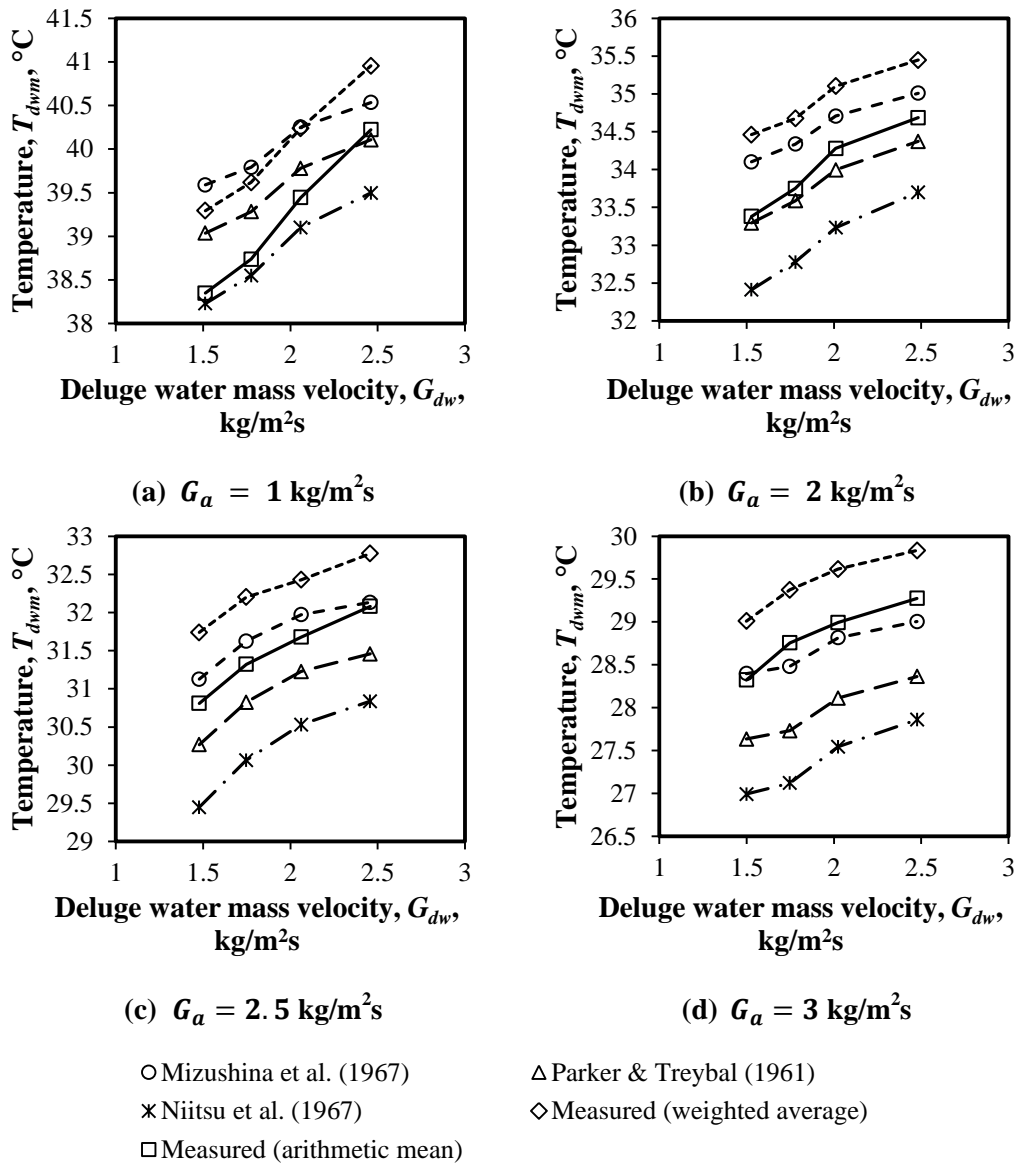 41.5
41
40.5
40
39.5
39
38.5
38
Temperature, T_dwm, °C
1 1.5 2 2.5 3
Deluge water mass velocity, G_dw,
kg/m²s
(a) G_a = 1 kg/m²s
36
35.5
35
34.5
34
33.5
33
32.5
32
Temperature, T_dwm, °C
1 1.5 2 2.5 3
Deluge water mass velocity, G_dw,
kg/m²s
(b) G_a = 2 kg/m²s
33
32.5
32
31.5
31
30.5
30
29.5
29
Temperature, T_dwm, °C
1 1.5 2 2.5 3
Deluge water mass velocity, G_dw,
kg/m²s
(c) G_a = 2.5 kg/m²s
30
29.5
29
28.5
28
27.5
27
26.5
Temperature, T_dwm, °C
1 1.5 2 2.5 3
Deluge water mass velocity, G_dw,
kg/m²s
(d) G_a = 3 kg/m²s
Mizushina et al. (1967)
Parker & Treybal (1961)
Niitsu et al. (1967)
Measured (weighted average)
Measured (arithmetic mean)